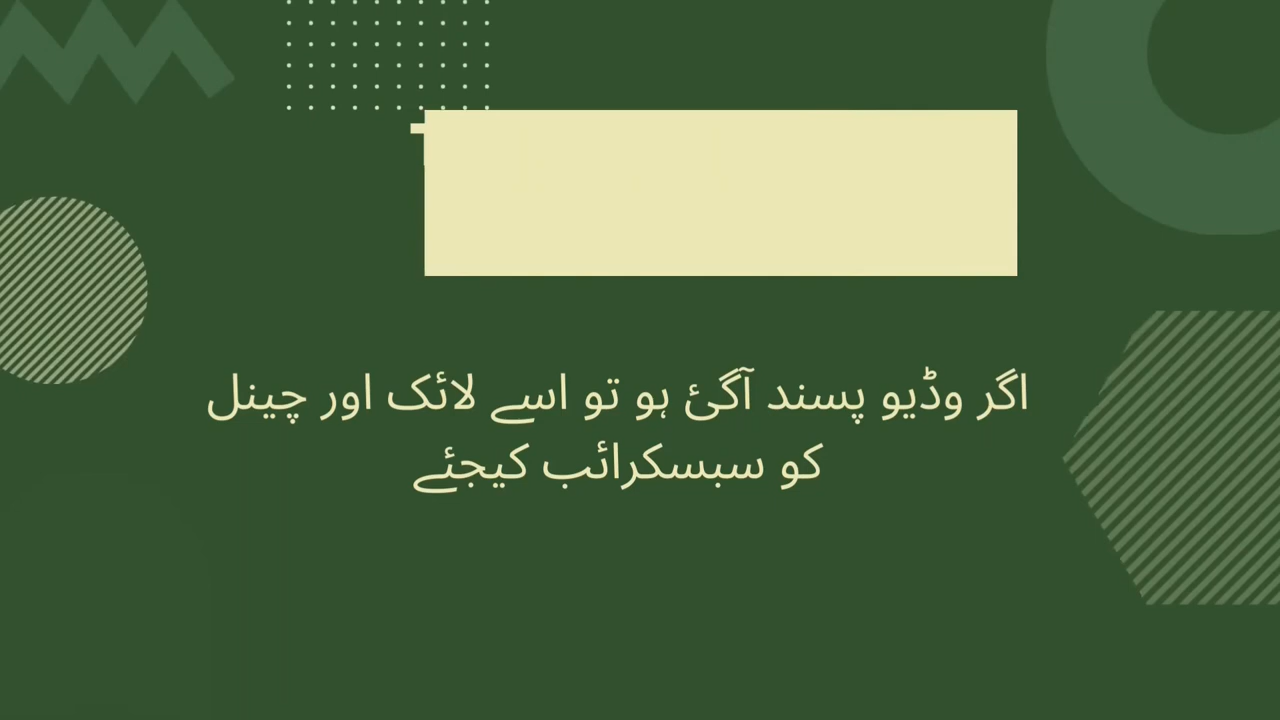 اگر وڈیو پسند آگئ ہو تو اسے لائک اور چینل
کو سبسکرائب کیجئے